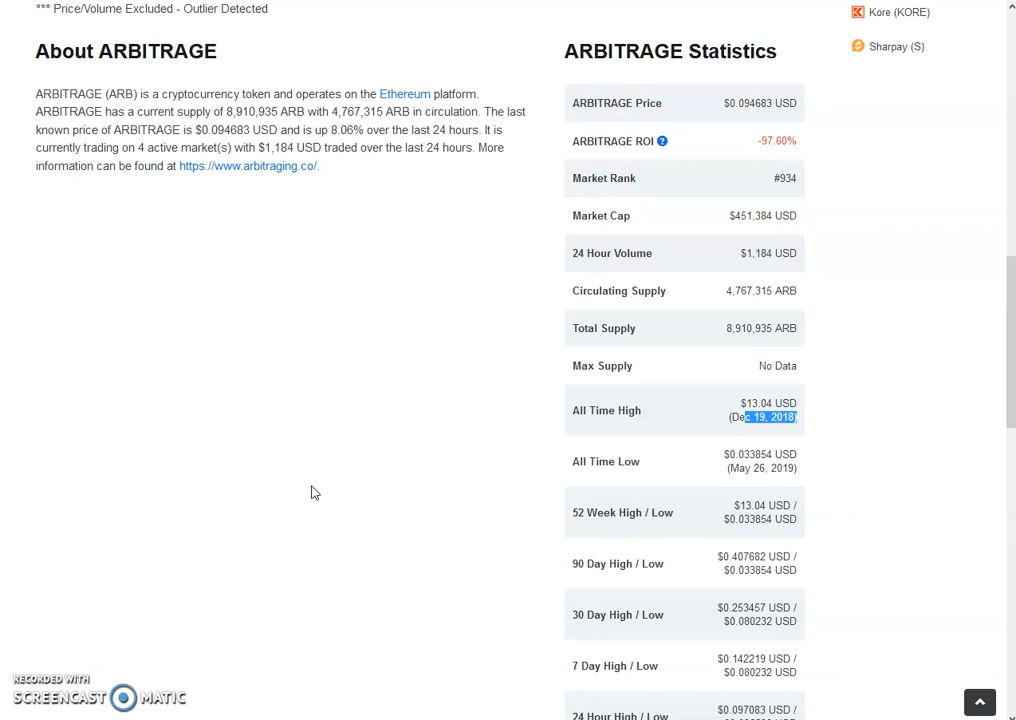 *** Price/Volume Excluded - Outlier Detected
Kore (KORE)
Sharpay (S)
About ARBITRAGE
ARBITRAGE (ARB) is a cryptocurrency token and operates on the Ethereum platform.
ARBITRAGE has a current supply of 8,910,935 ARB with 4,767,315 ARB in circulation. The last
known price of ARBITRAGE is $0.094683 USD and is up 8.06% over the last 24 hours. It is
currently trading on 4 active market(s) with $1,184 USD traded over the last 24 hours. More
information can be found at https://www.arbitraging.co/.
ARBITRAGE Statistics
ARBITRAGE Price $0.094683 USD
ARBITRAGE ROI ? -97.60%
Market Rank #934
Market Cap $451,384 USD
24 Hour Volume $1,184 USD
Circulating Supply 4,767,315 ARB
Total Supply 8,910,935 ARB
Max Supply No Data
All Time High $13.04 USD
(Dec 19, 2018)
All Time Low $0.033854 USD
(May 26, 2019)
52 Week High / Low $13.04 USD /
$0.033854 USD
90 Day High / Low $0.407682 USD /
$0.033854 USD
30 Day High / Low $0.253457 USD /
$0.080232 USD
7 Day High / Low $0.142219 USD /
$0.080232 USD
24 Hour High / Low $0.097083 USD /
RECORDED WITH
SCREENCAST MATIC